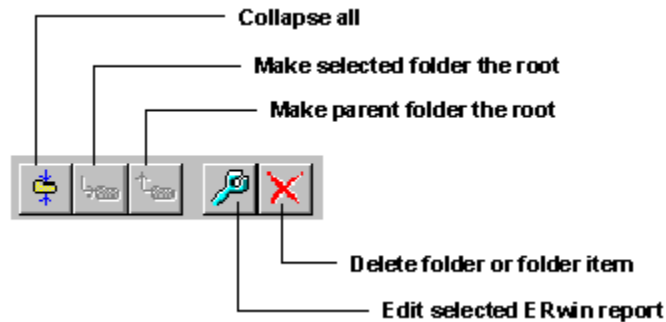 Collapse all
Make selected folder the root
Make parent folder the root
Delete folder or folder item
Edit selected ERwin report